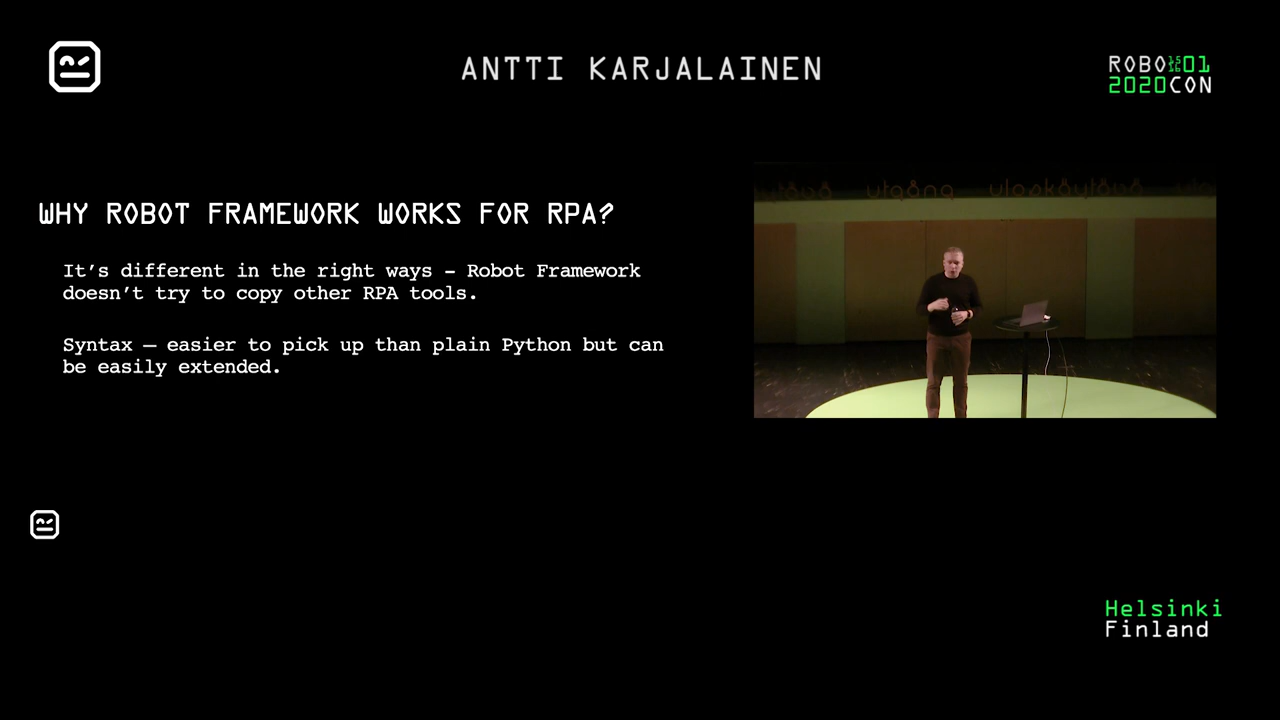 ANTTI KARJALAINEN
ROBO 01
2020CON
WHY ROBOT FRAMEWORK WORKS FOR RPA?
It’s different in the right ways – Robot Framework
doesn’t try to copy other RPA tools.
Syntax — easier to pick up than plain Python but can
be easily extended.
utgång
Helsinki
Finland